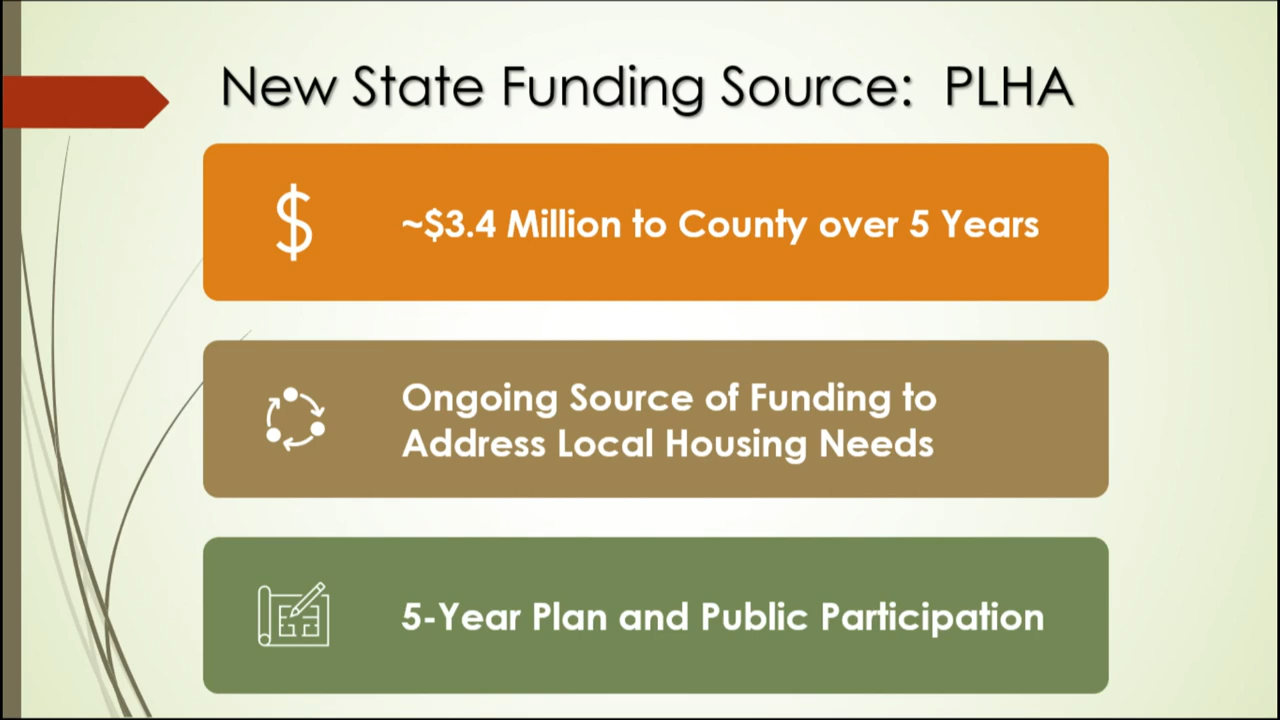 New State Funding Source: PLHA
$
~$3.4 Million to County over 5 Years
Ongoing Source of Funding to
Address Local Housing Needs
5-Year Plan and Public Participation